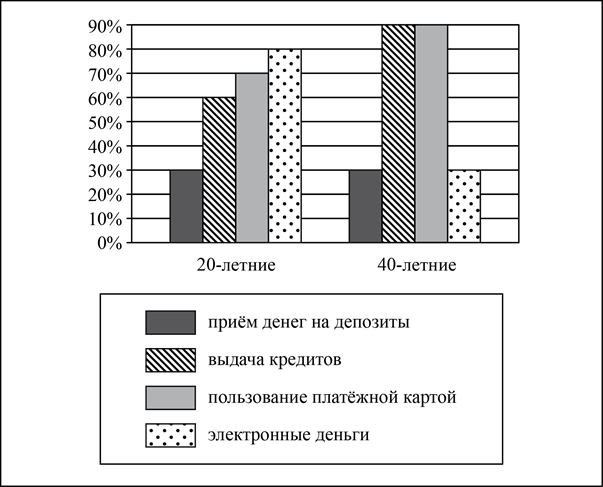 90%
80%
70%
60%
50%
40%
30%
20%
10%
0%
20-летние 40-летние
приём денег на депозиты
выдача кредитов
пользование платёжной картой
электронные деньги